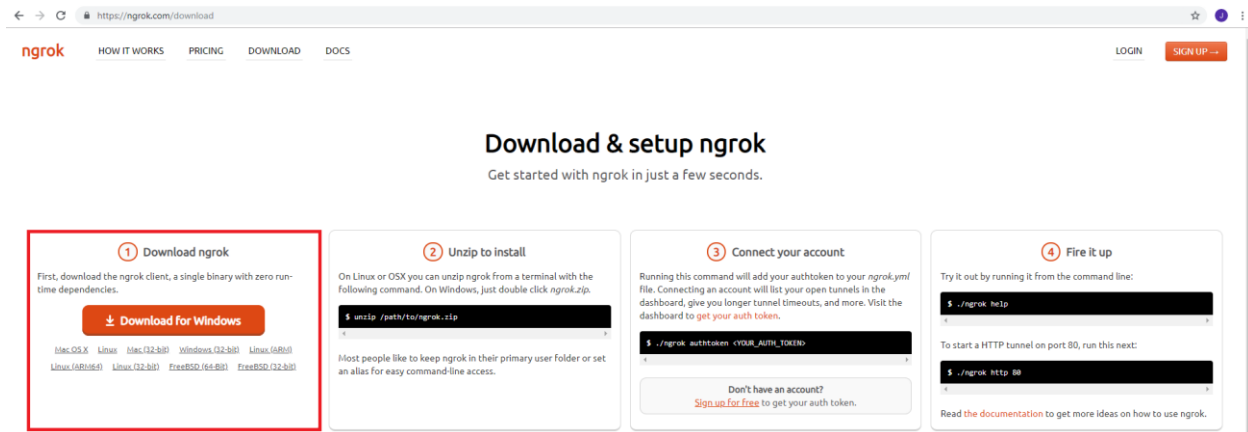 https://ngrok.com/download
J
ngrok
HOW IT WORKS PRICING DOWNLOAD DOCS
LOGIN SIGN UP →
Download & setup ngrok
Get started with ngrok in just a few seconds.
1 Download ngrok
First, download the ngrok client, a single binary with zero run-
time dependencies.
Download for Windows
Mac OS X Linux Mac (32-bit) Windows (32-bit) Linux (ARM)
Linux (ARM64) Linux (32-bit) FreeBSD (64-Bit) FreeBSD (32-bit)
2 Unzip to install
On Linux or OSX you can unzip ngrok from a terminal with the
following command. On Windows, just double click ngrok.zip.
$ unzip /path/to/ngrok.zip
Most people like to keep ngrok in their primary user folder or set
an alias for easy command-line access.
3 Connect your account
Running this command will add your authtoken to your ngrok.yml
file. Connecting an account will list your open tunnels in the
dashboard, give you longer tunnel timeouts, and more. Visit the
dashboard to get your auth token.
$ ./ngrok authtoken <YOUR_AUTH_TOKEN>
Don't have an account?
Sign up for free to get your auth token.
4 Fire it up
Try it out by running it from the command line:
$ ./ngrok help
To start a HTTP tunnel on port 80, run this next:
$ ./ngrok http 80
Read the documentation to get more ideas on how to use ngrok.